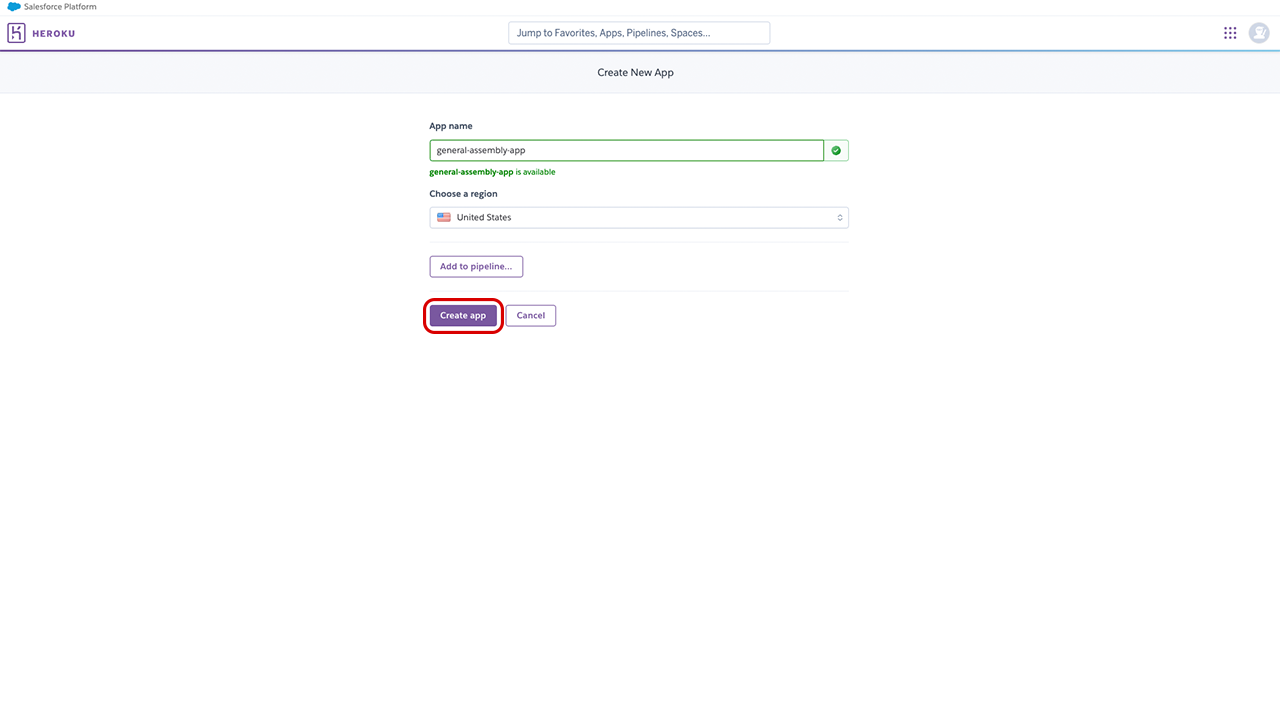 Salesforce Platform
HEROKU
Jump to Favorites, Apps, Pipelines, Spaces...
Create New App
App name
general-assembly-app
general-assembly-app is available
Choose a region
United States
Add to pipeline...
Create app
Cancel